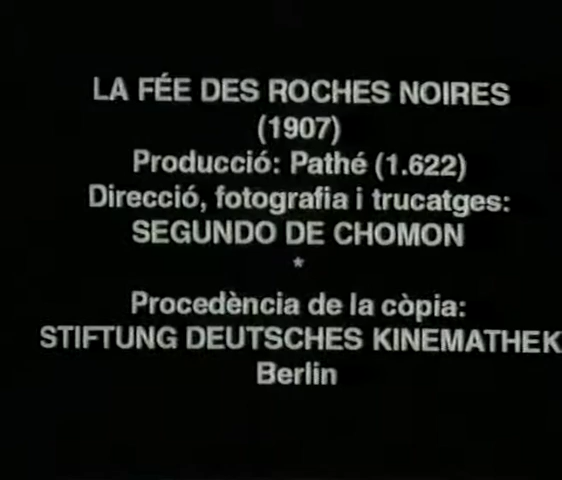 LA FÉE DES ROCHES NOIRES
(1907)
Producció: Pathé (1.622)
Direcció, fotografia i trucatges:
SEGUNDO DE CHOMON
*
Procedència de la còpia:
STIFTUNG DEUTSCHES KINEMATHEK
Berlin